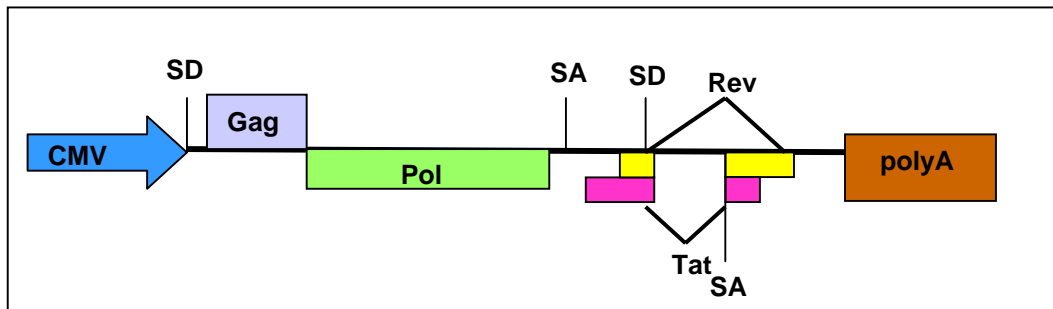 SD
SA
SD
Rev
Gag
CMV
Pol
polyA
Tat
SA